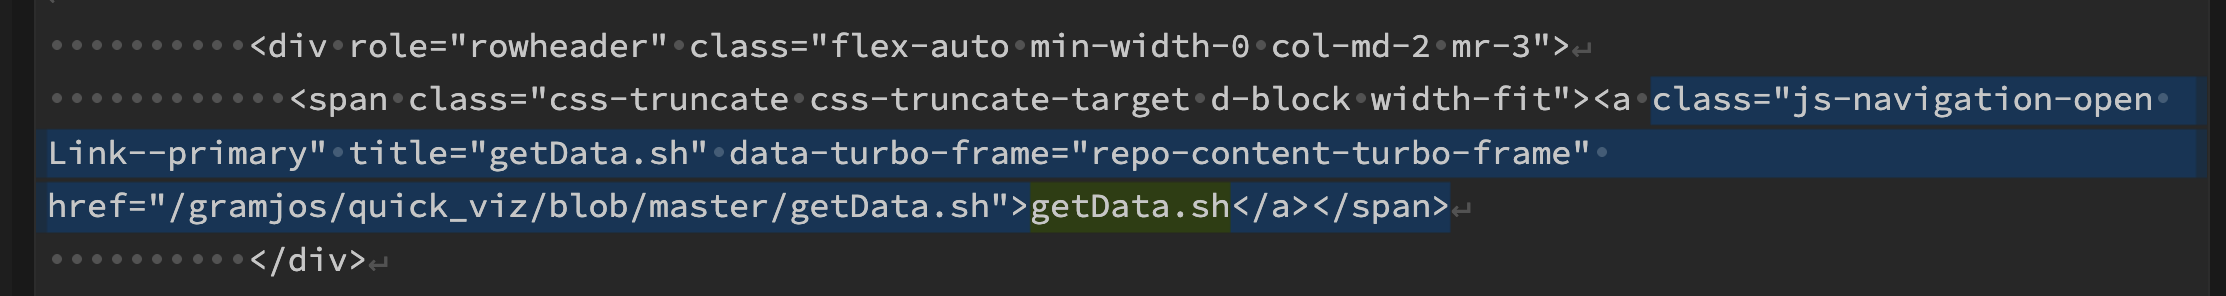 <div role="rowheader" class="flex-auto min-width-0 col-md-2 mr-3">
<span class="css-truncate css-truncate-target d-block width-fit"><a class="js-navigation-open
Link--primary" title="getData.sh" data-turbo-frame="repo-content-turbo-frame"
href="/gramjos/quick_viz/blob/master/getData.sh">getData.sh</a></span>
</div>